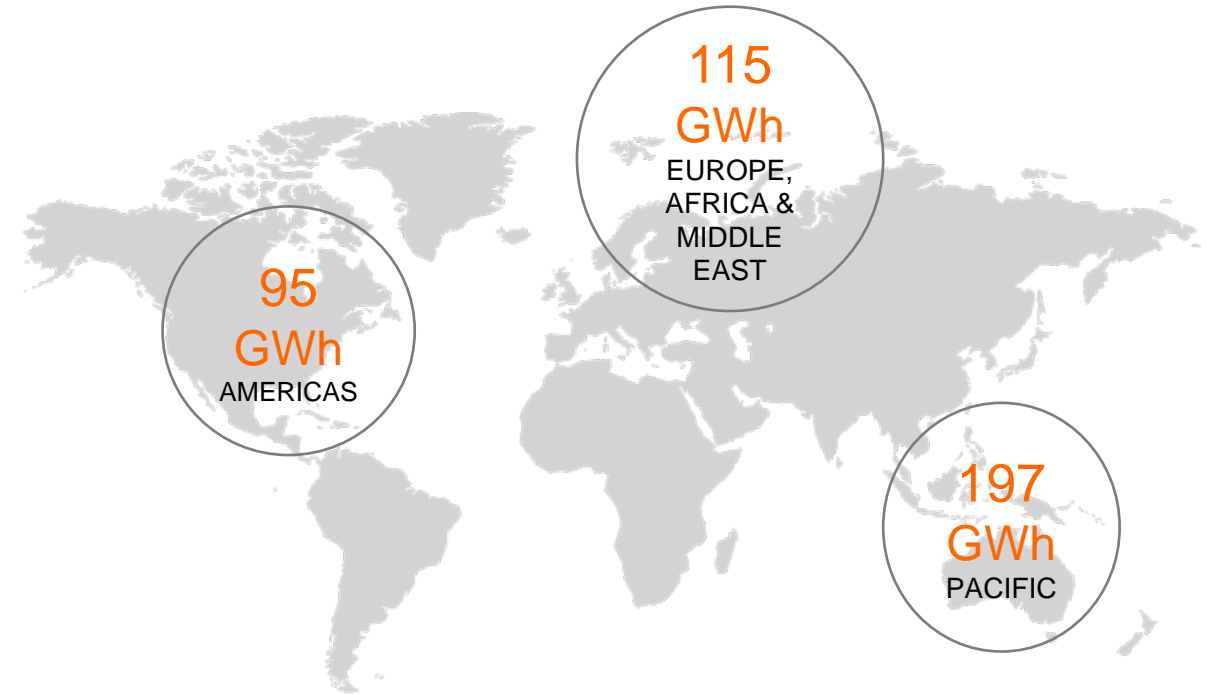 115
GWh
EUROPE,
AFRICA &
MIDDLE
EAST
95
GWh
AMERICAS
197
GWh
PACIFIC